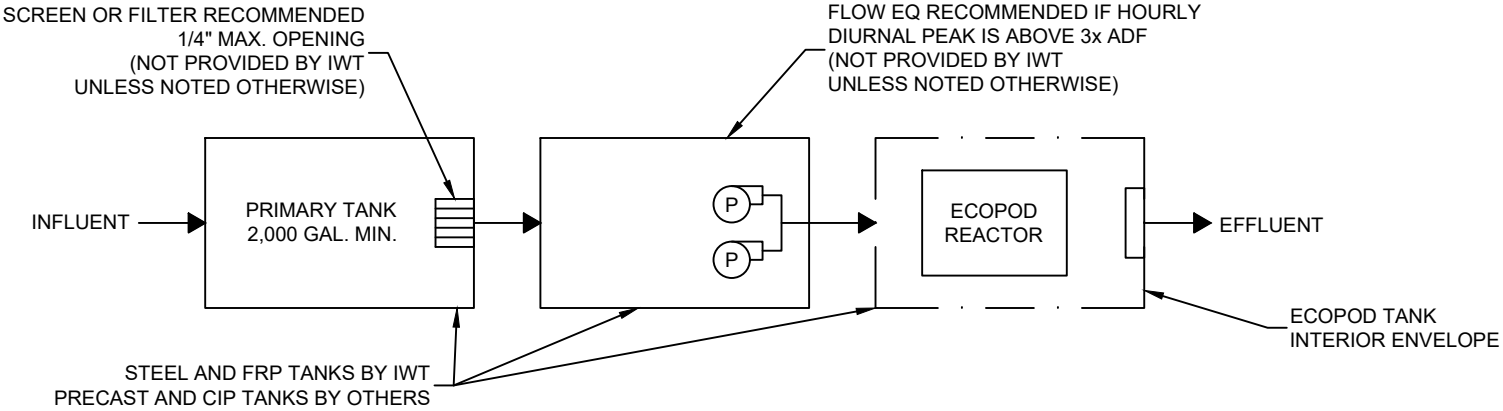 SCREEN OR FILTER RECOMMENDED
1/4" MAX. OPENING
(NOT PROVIDED BY IWT
UNLESS NOTED OTHERWISE)
FLOW EQ RECOMMENDED IF HOURLY
DIURNAL PEAK IS ABOVE 3x ADF
(NOT PROVIDED BY IWT
UNLESS NOTED OTHERWISE)
INFLUENT
PRIMARY TANK
2,000 GAL. MIN.
P
P
ECOPOD
REACTOR
EFFLUENT
ECOPOD TANK
INTERIOR ENVELOPE
STEEL AND FRP TANKS BY IWT
PRECAST AND CIP TANKS BY OTHERS